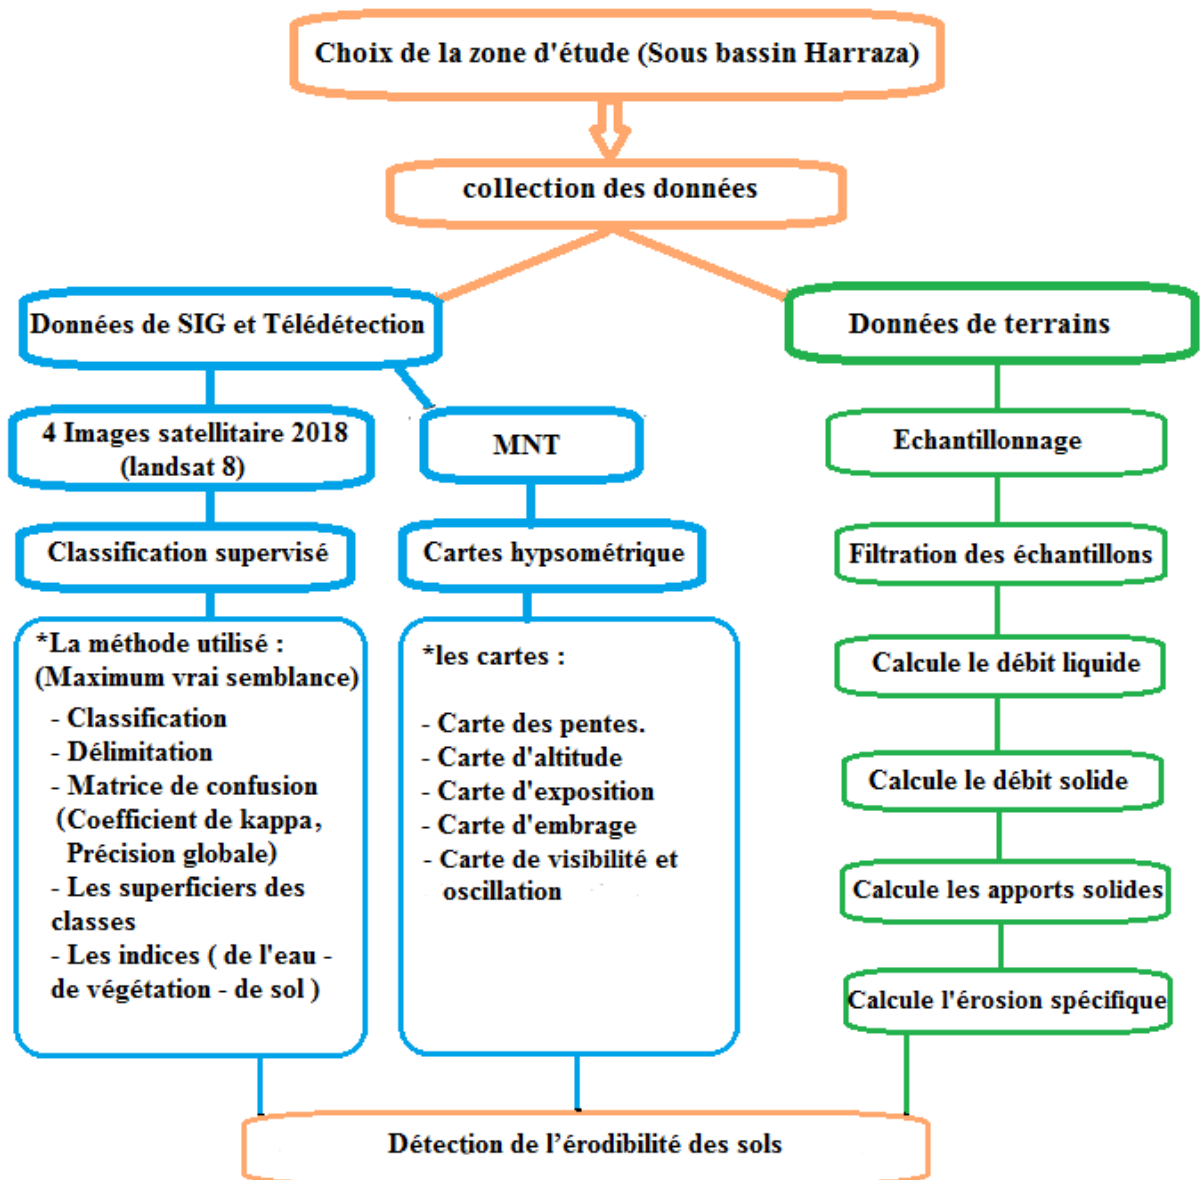 Choix de la zone d'étude (Sous bassin Harraza)
collection des données
Données de SIG et Télédétection
4 Images satellitaire 2018
(landsat 8)
Classification supervisé
*La méthode utilisé :
(Maximum vrai semblance)
- Classification
- Délimitation
- Matrice de confusion
(Coefficient de kappa,
Précision globale)
- Les superficiers des
classes
- Les indices ( de l'eau -
de végétation - de sol )
MNT
Cartes hypsométrique
*les cartes :
- Carte des pentes.
- Carte d'altitude
- Carte d'exposition
- Carte d'embrage
- Carte de visibilité et
oscillation
Données de terrains
Echantillonnage
Filtration des échantillons
Calcule le débit liquide
Calcule le débit solide
Calcule les apports solides
Calcule l'érosion spécifique
Détection de l’érodibilité des sols